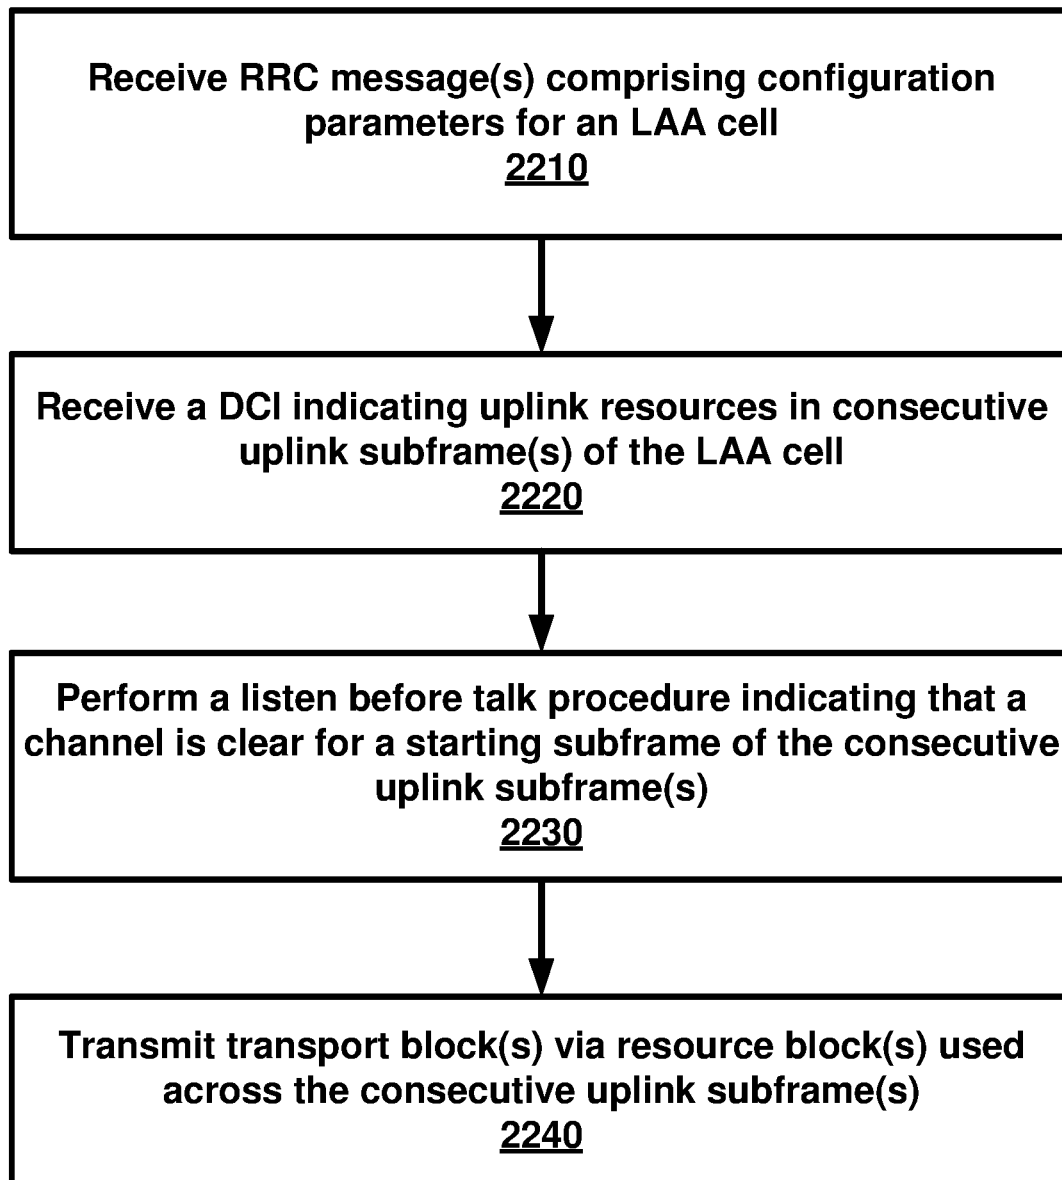 Receive RRC message(s) comprising configuration
parameters for an LAA cell
2210
Receive a DCI indicating uplink resources in consecutive
uplink subframe(s) of the LAA cell
2220
Perform a listen before talk procedure indicating that a
channel is clear for a starting subframe of the consecutive
uplink subframe(s)
2230
Transmit transport block(s) via resource block(s) used
across the consecutive uplink subframe(s)
2240